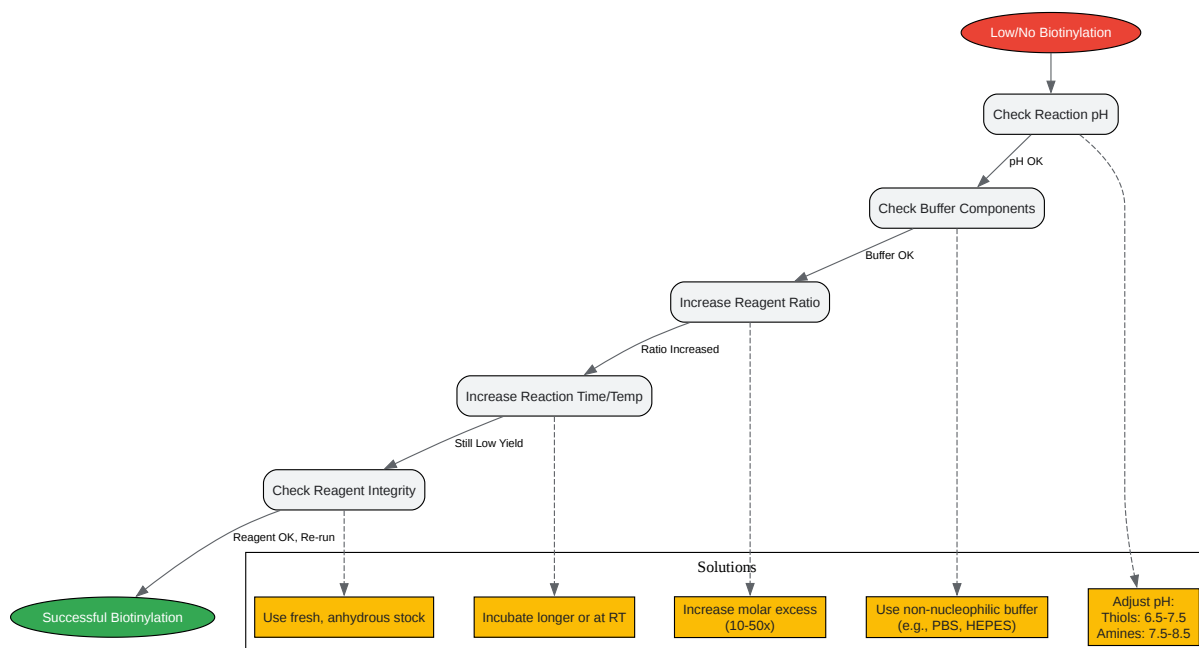 Low/No Biotinylation
Check Reaction pH
pH OK
Check Buffer Components
Buffer OK
Increase Reagent Ratio
Ratio Increased
Increase Reaction Time/Temp
Still Low Yield
Check Reagent Integrity
Reagent OK, Re-run
Successful Biotinylation
Solutions
Use fresh, anhydrous stock
Incubate longer or at RT
Increase molar excess
(10-50x)
Use non-nucleophilic buffer
(e.g., PBS, HEPES)
Adjust pH:
Thiols: 6.5-7.5
Amines: 7.5-8.5